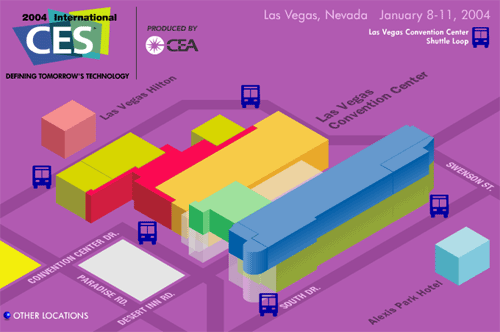 2004 International
CES
DEFINING TOMORROW'S TECHNOLOGY
PRODUCED BY
CEA
Las Vegas, Nevada January 8-11, 2004
Las Vegas Convention Center
Shuttle Loop
Las Vegas Hilton
Las Vegas
Convention Center
SWENSON ST.
CONVENTION CENTER DR.
PARADISE RD.
DESERT INN RD.
SOUTH DR.
Alexis Park Hotel
OTHER LOCATIONS